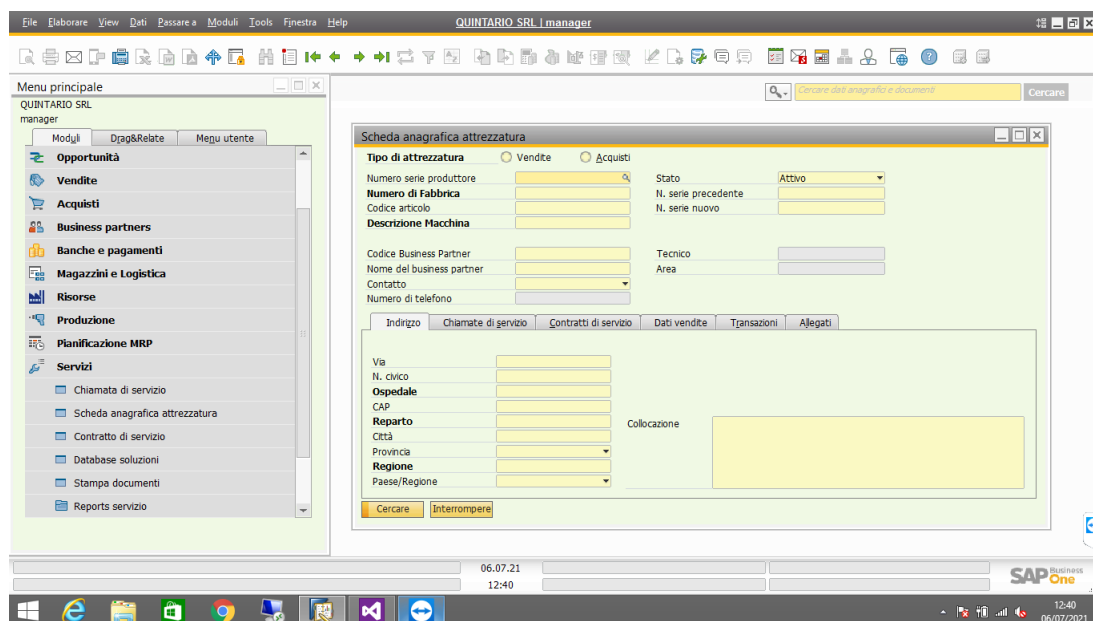 File Elaborare View Dati Passare a Moduli Tools Finestra Help QUINTARIO SRL | manager
Menu principale
QUINTARIO SRL
manager
Cercare dati anagrafici e documenti Cercare
Moduli Drag&Relate Menu utente
Opportunità
Vendite
Acquisti
Business partners
Banche e pagamenti
Magazzini e Logistica
Risorse
Produzione
Pianificazione MRP
Servizi
Chiamata di servizio
Scheda anagrafica attrezzatura
Contratto di servizio
Database soluzioni
Stampa documenti
Reports servizio
Scheda anagrafica attrezzatura
Tipo di attrezzatura Vendite Acquisti
Numero serie produttore Stato Attivo
Numero di Fabbrica N. serie precedente
Codice articolo N. serie nuovo
Descrizione Macchina
Codice Business Partner Tecnico
Nome del business partner Area
Contatto
Numero di telefono
Indirizzo Chiamate di servizio Contratti di servizio Dati vendite Transazioni Allegati
Via
N. civico
Ospedale
CAP
Reparto Collocazione
Città
Provincia
Regione
Paese/Regione
Cercare Interrompere
06.07.21
12:40
SAP Business One
12:40
06/07/2021